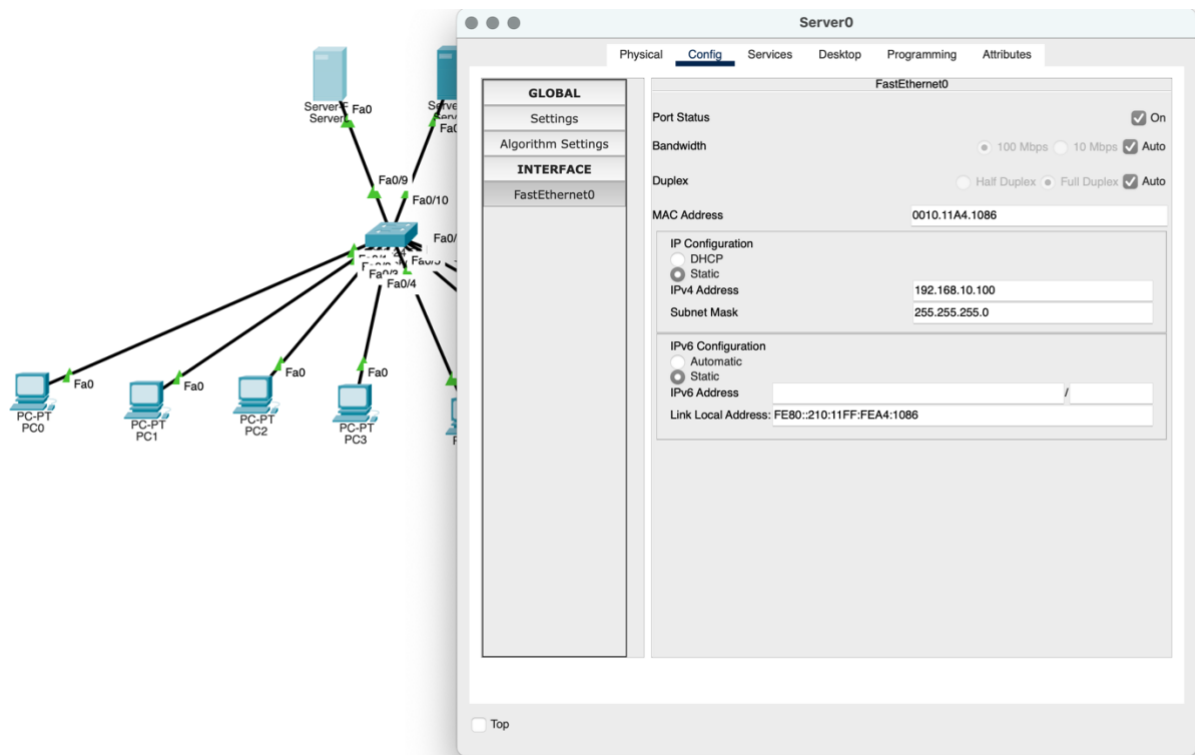 Server0
Physical Config Services Desktop Programming Attributes
GLOBAL
Settings
Algorithm Settings
INTERFACE
FastEthernet0
FastEthernet0
Port Status On
Bandwidth 100 Mbps 10 Mbps Auto
Duplex Half Duplex Full Duplex Auto
MAC Address 0010.11A4.1086
IP Configuration
DHCP
Static
IPv4 Address 192.168.10.100
Subnet Mask 255.255.255.0
IPv6 Configuration
Automatic
Static
IPv6 Address /
Link Local Address: FE80::210:11FF:FEA4:1086
Top
Fa0
Fa0/9
Fa0/10
Fa0/3
Fa0/4
Fa0
Fa0
Fa0
Fa0
PC-PT
PC0
PC-PT
PC1
PC-PT
PC2
PC-PT
PC3